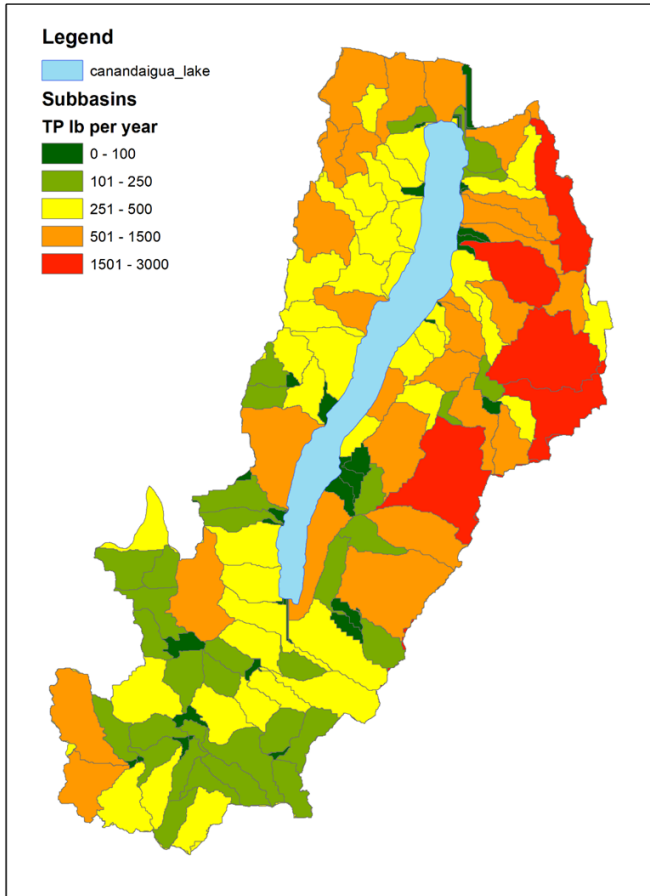 Legend
canandaigua_lake
Subbasins
TP lb per year
0 - 100
101 - 250
251 - 500
501 - 1500
1501 - 3000